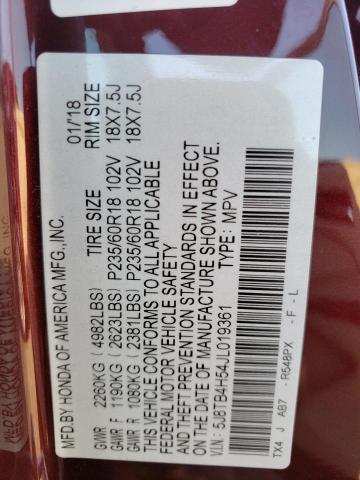 MFD.BY HONDA OF AMERICA MFG.,INC. 01/'18
TIRE SIZE RIM SIZE
GVWR 2260KG (4982LBS)
GAWR F 1190KG (2623LBS) P235/60R18 102V 18X7.5J
GAWR R 1080KG (2381LBS) P235/60R18 102V 18X7.5J
THIS VEHICLE CONFORMS TO ALL APPLICABLE
FEDERAL MOTOR VEHICLE SAFETY
AND THEFT PREVENTION STANDARDS IN EFFECT
ON THE DATE OF MANUFACTURE SHOWN ABOVE.
V.I.N.: 5J8TB4H54JL019361 TYPE: MPV
TX4 J AB7 - R548PX - F - L